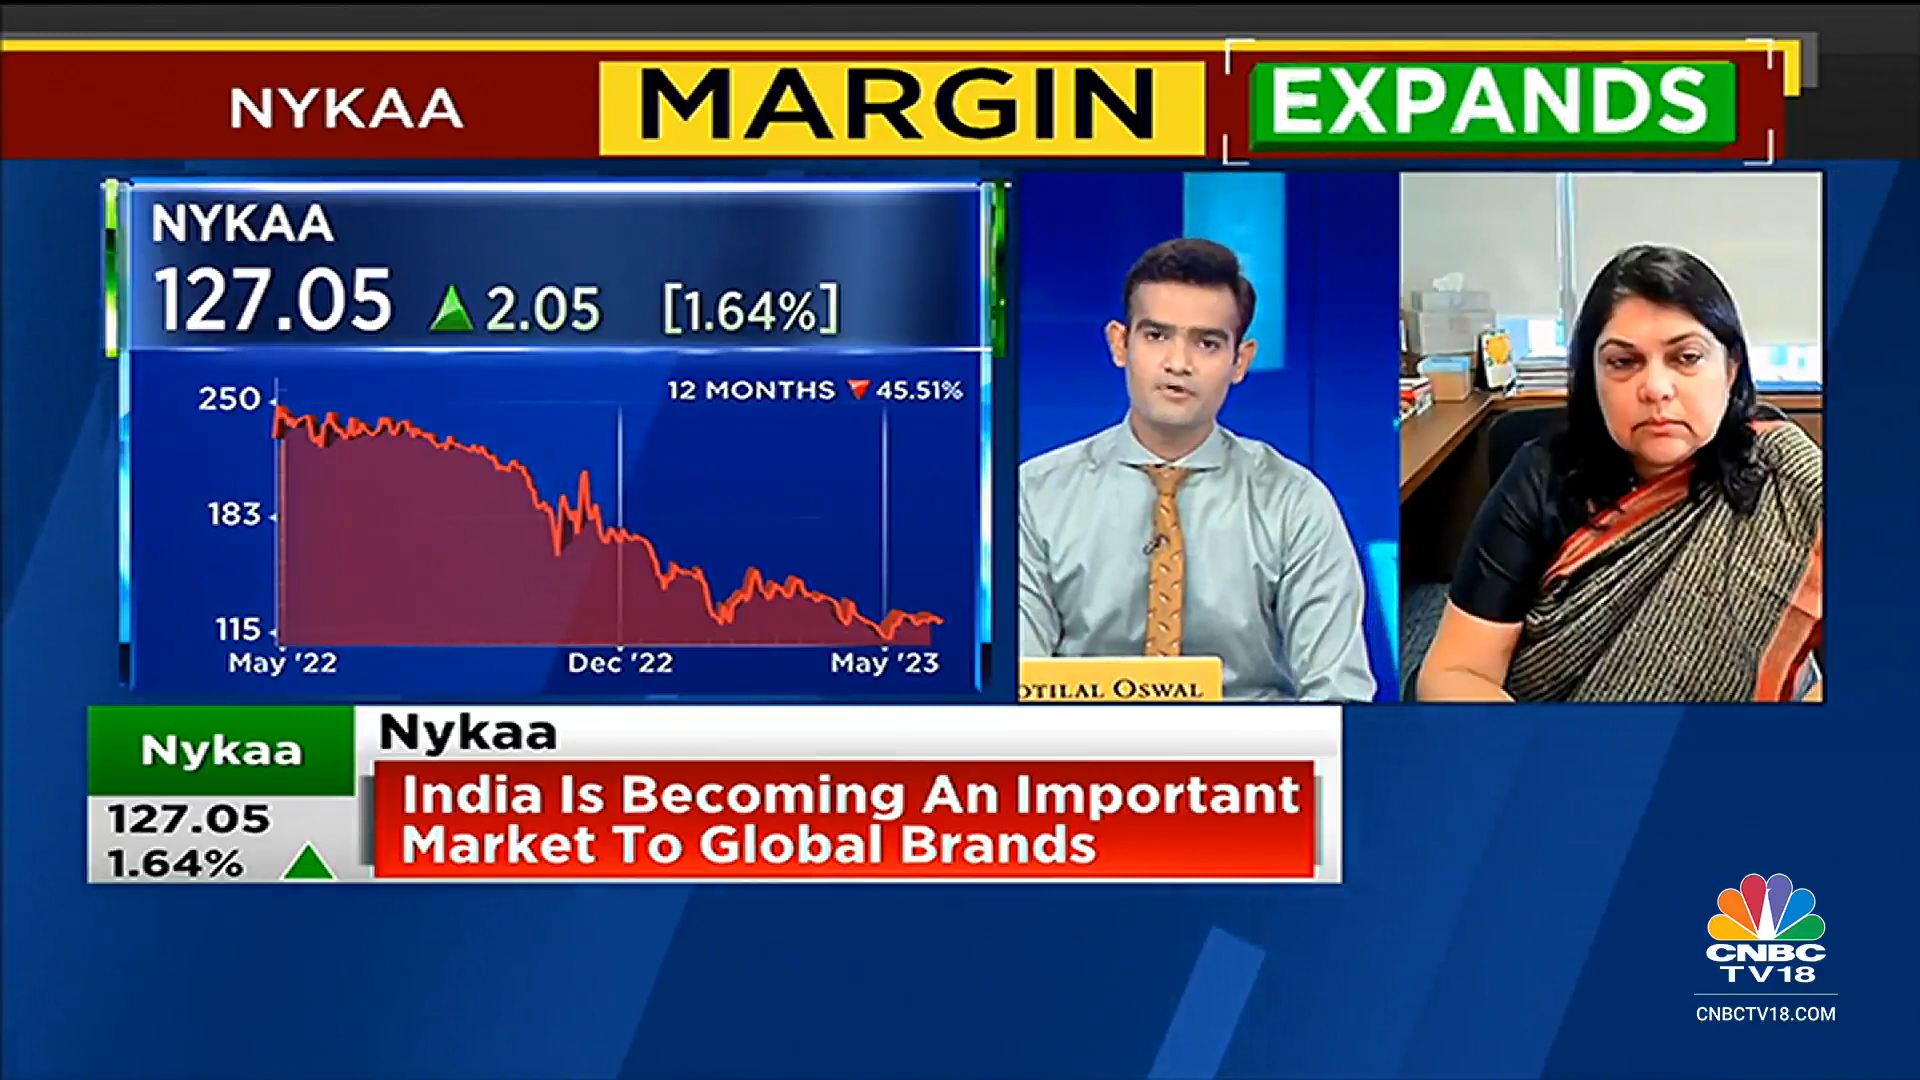 NYKAA MARGIN EXPANDS
NYKAA
127.05 2.05 [1.64%]
12 MONTHS 45.51%
250
183
115
May '22 Dec '22 May '23
OTILAL OSWAL
Nykaa
127.05
1.64%
Nykaa
India Is Becoming An Important
Market To Global Brands
CNBC
TV18
CNBCTV18.COM